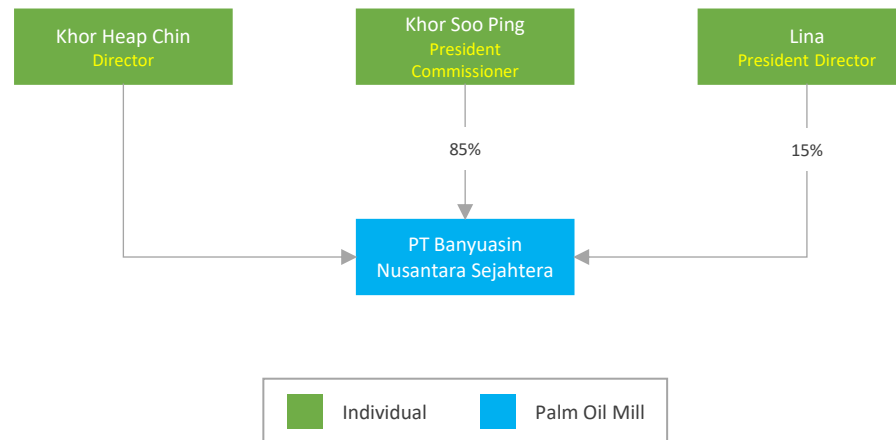 Khor Heap Chin
Director
Khor Soo Ping
President
Commissioner
Lina
President Director
85%
15%
PT Banyuasin
Nusantara Sejahtera
Individual
Palm Oil Mill